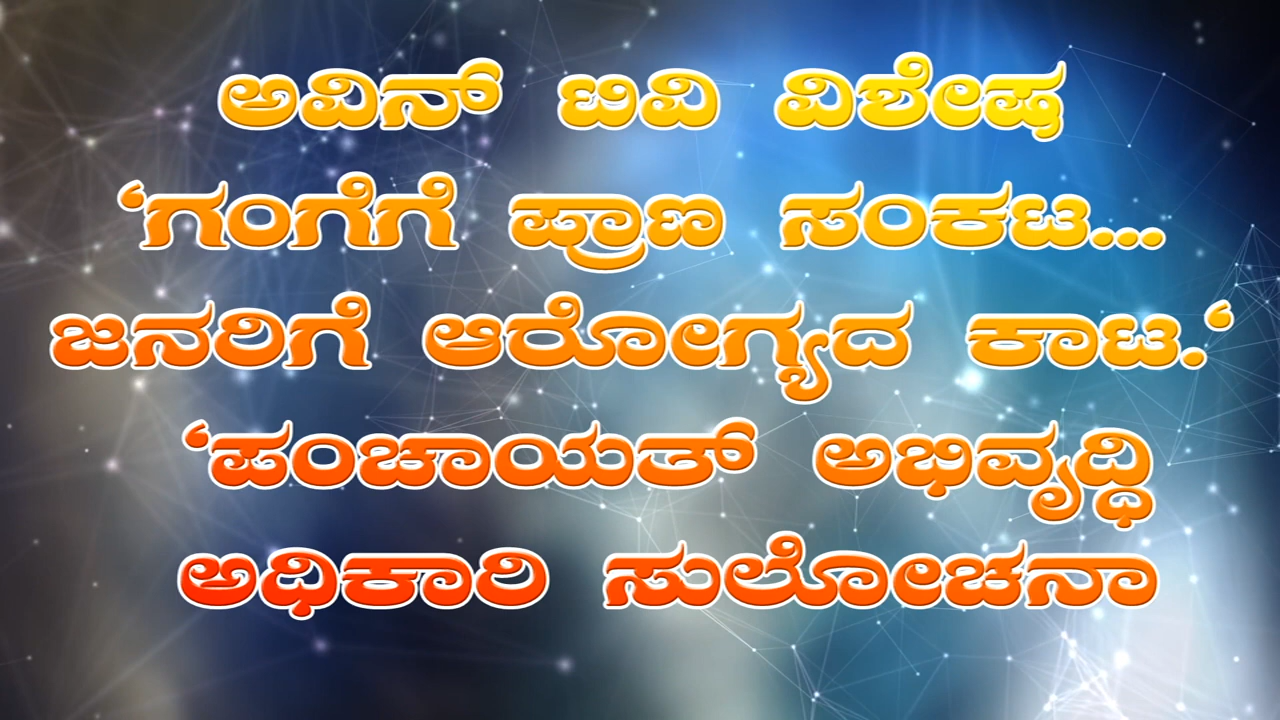 ಅವಿನ್ ಟಿವಿ ವಿಶೇಷ
‘ಗಂಗೆಗೆ ಪ್ರಾಣ ಸಂಕಟ...
ಜನರಿಗೆ ಆರೋಗ್ಯದ ಕಾಟ.‘
‘ಪಂಚಾಯತ್ ಅಭಿವೃದ್ಧಿ
ಅಧಿಕಾರಿ ಸುಲೋಚನಾ